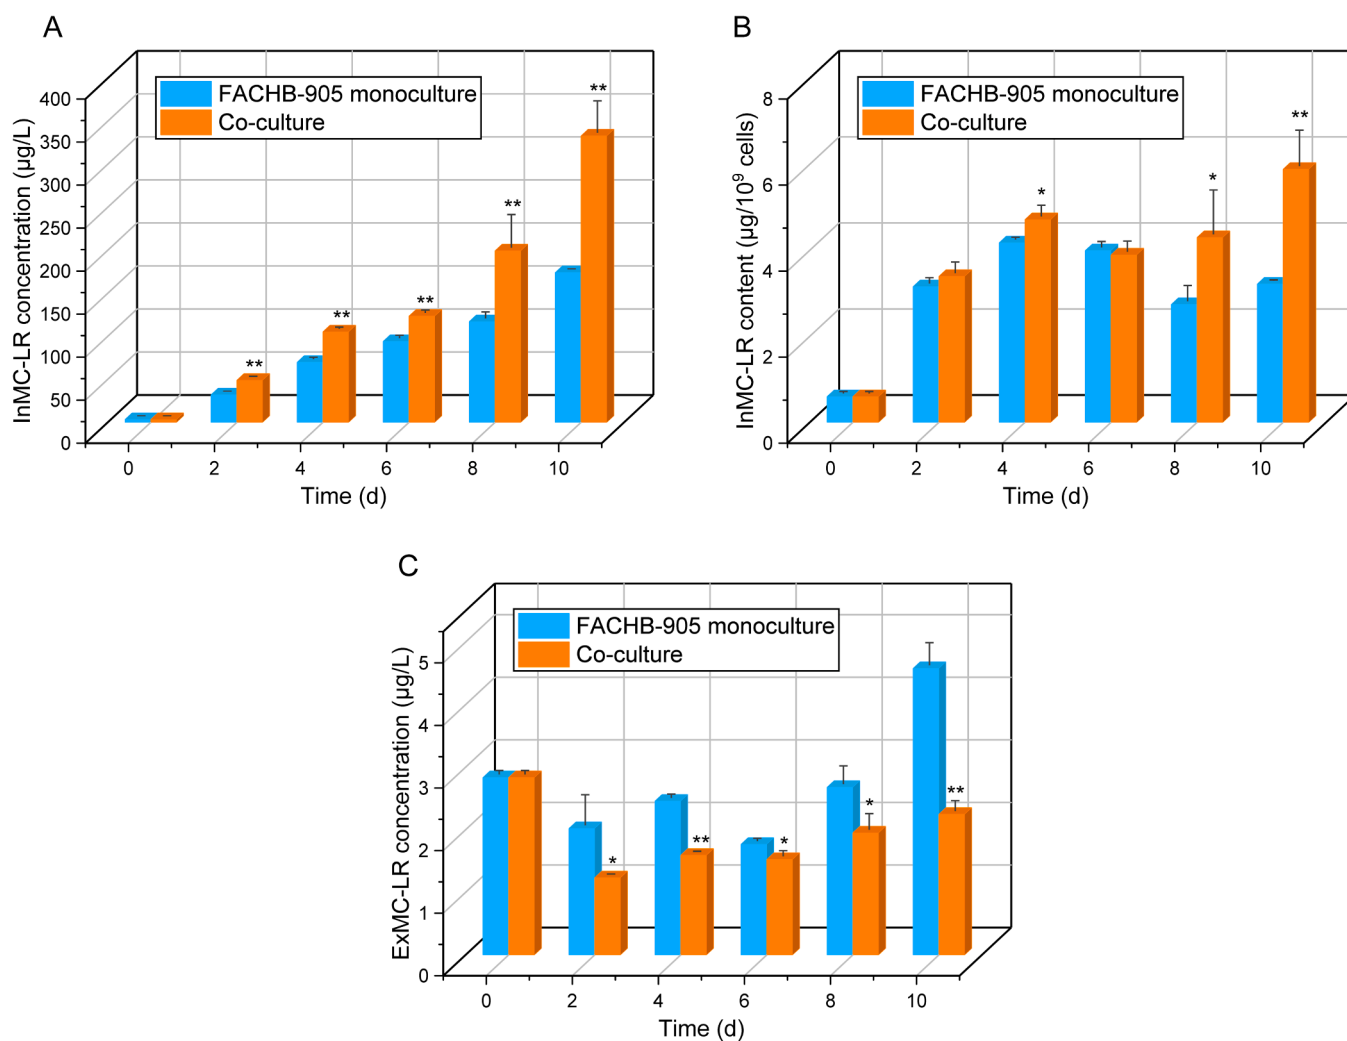 A
FACHB-905 monoculture
Co-culture
InMC-LR concentration (µg/L)
400
350
300
250
200
150
100
50
0
**
**
**
**
**
0 2 4 6 8 10
Time (d)
B
FACHB-905 monoculture
Co-culture
InMC-LR content (µg/10⁹ cells)
8
6
4
2
0
*
*
**
0 2 4 6 8 10
Time (d)
C
FACHB-905 monoculture
Co-culture
ExMC-LR concentration (µg/L)
5
4
3
2
1
0
*
**
*
*
**
0 2 4 6 8 10
Time (d)